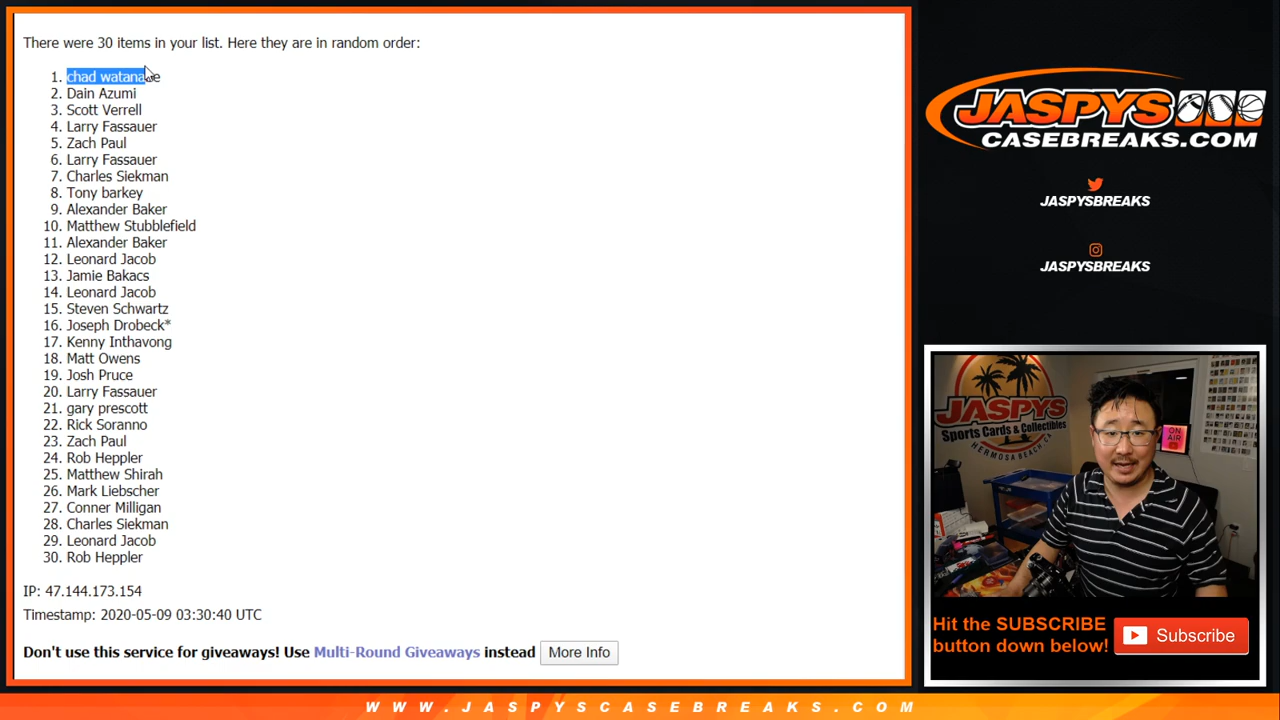 There were 30 items in your list. Here they are in random order:
1. chad watanabe
2. Dain Azumi
3. Scott Verrell
4. Larry Fassauer
5. Zach Paul
6. Larry Fassauer
7. Charles Siekman
8. Tony barkey
9. Alexander Baker
10. Matthew Stubblefield
11. Alexander Baker
12. Leonard Jacob
13. Jamie Bakacs
14. Leonard Jacob
15. Steven Schwartz
16. Joseph Drobeck*
17. Kenny Inthavong
18. Matt Owens
19. Josh Pruce
20. Larry Fassauer
21. gary prescott
22. Rick Soranno
23. Zach Paul
24. Rob Heppler
25. Matthew Shirah
26. Mark Liebscher
27. Conner Milligan
28. Charles Siekman
29. Leonard Jacob
30. Rob Heppler
IP: 47.144.173.154
Timestamp: 2020-05-09 03:30:40 UTC
Don't use this service for giveaways! Use Multi-Round Giveaways instead More Info
JASPYS
CASEBREAKS.COM
JASPYSBREAKS
JASPYSBREAKS
JASPYS
Sports Cards & Collectibles
HERMOSA BEACH CA
ON
AIR
Hit the SUBSCRIBE
button down below!
Subscribe
WWW.JASPYSCASEBREAKS.COM